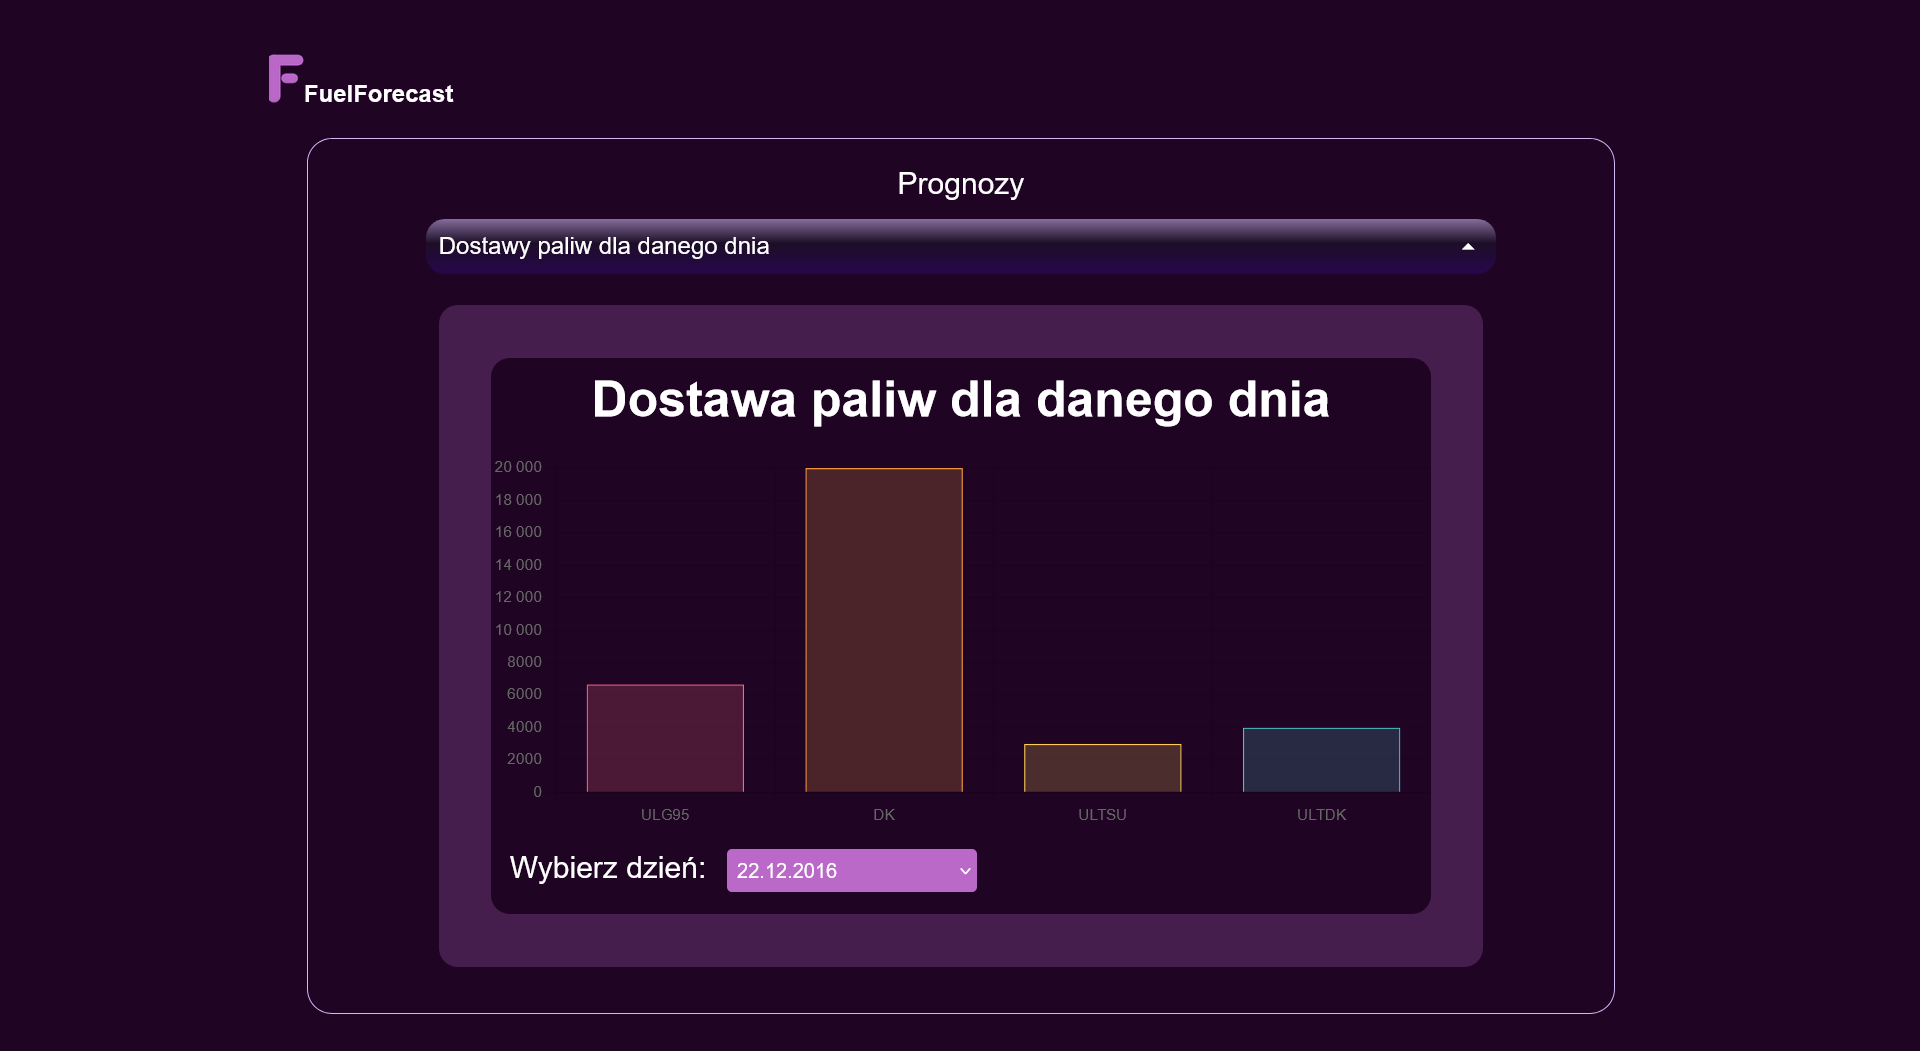 FuelForecast
Prognozy
Dostawy paliw dla danego dnia
Dostawa paliw dla danego dnia
20 000
18 000
16 000
14 000
12 000
10 000
8000
6000
4000
2000
0
ULG95 DK ULTSU ULTDK
Wybierz dzień: 22.12.2016